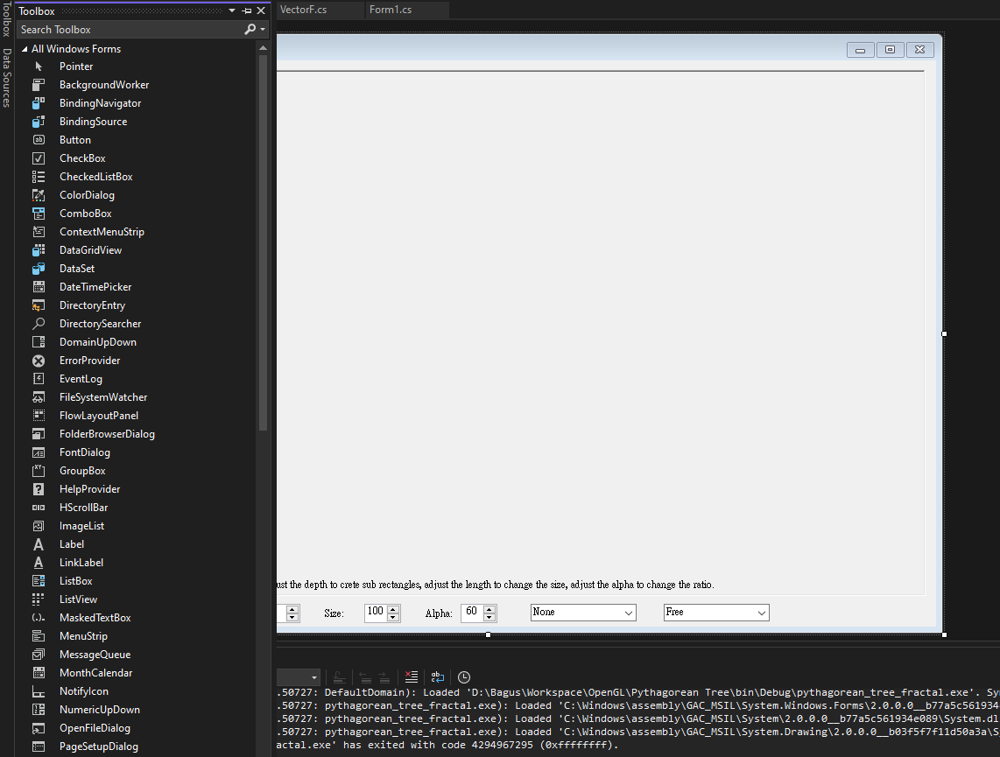 Toolbox
Data Sources
Toolbox
Search Toolbox
All Windows Forms
Pointer
BackgroundWorker
BindingNavigator
BindingSource
Button
CheckBox
CheckedListBox
ColorDialog
ComboBox
ContextMenuStrip
DataGridView
DataSet
DateTimePicker
DirectoryEntry
DirectorySearcher
DomainUpDown
ErrorProvider
EventLog
FileSystemWatcher
FlowLayoutPanel
FolderBrowserDialog
FontDialog
GroupBox
HelpProvider
HScrollBar
ImageList
Label
LinkLabel
ListBox
ListView
MaskedTextBox
MenuStrip
MessageQueue
MonthCalendar
NotifyIcon
NumericUpDown
OpenFileDialog
PageSetupDialog
VectorF.cs Form1.cs
ust the depth to crete sub rectangles, adjust the length to change the size, adjust the alpha to change the ratio.
Size: 100 Alpha: 60 None Free
.50727: DefaultDomain): Loaded 'D:\Bagus\Workspace\OpenGL\Pythagorean Tree\bin\Debug\pythagorean_tree_fractal.exe'. Sy
.50727: pythagorean_tree_fractal.exe): Loaded 'C:\Windows\assembly\GAC_MSIL\System.Windows.Forms\2.0.0.0__b77a5c561934
.50727: pythagorean_tree_fractal.exe): Loaded 'C:\Windows\assembly\GAC_MSIL\System\2.0.0.0__b77a5c561934e089\System.dl
.50727: pythagorean_tree_fractal.exe): Loaded 'C:\Windows\assembly\GAC_MSIL\System.Drawing\2.0.0.0__b03f5f7f11d50a3a\S
actal.exe' has exited with code 4294967295 (0xffffffff).